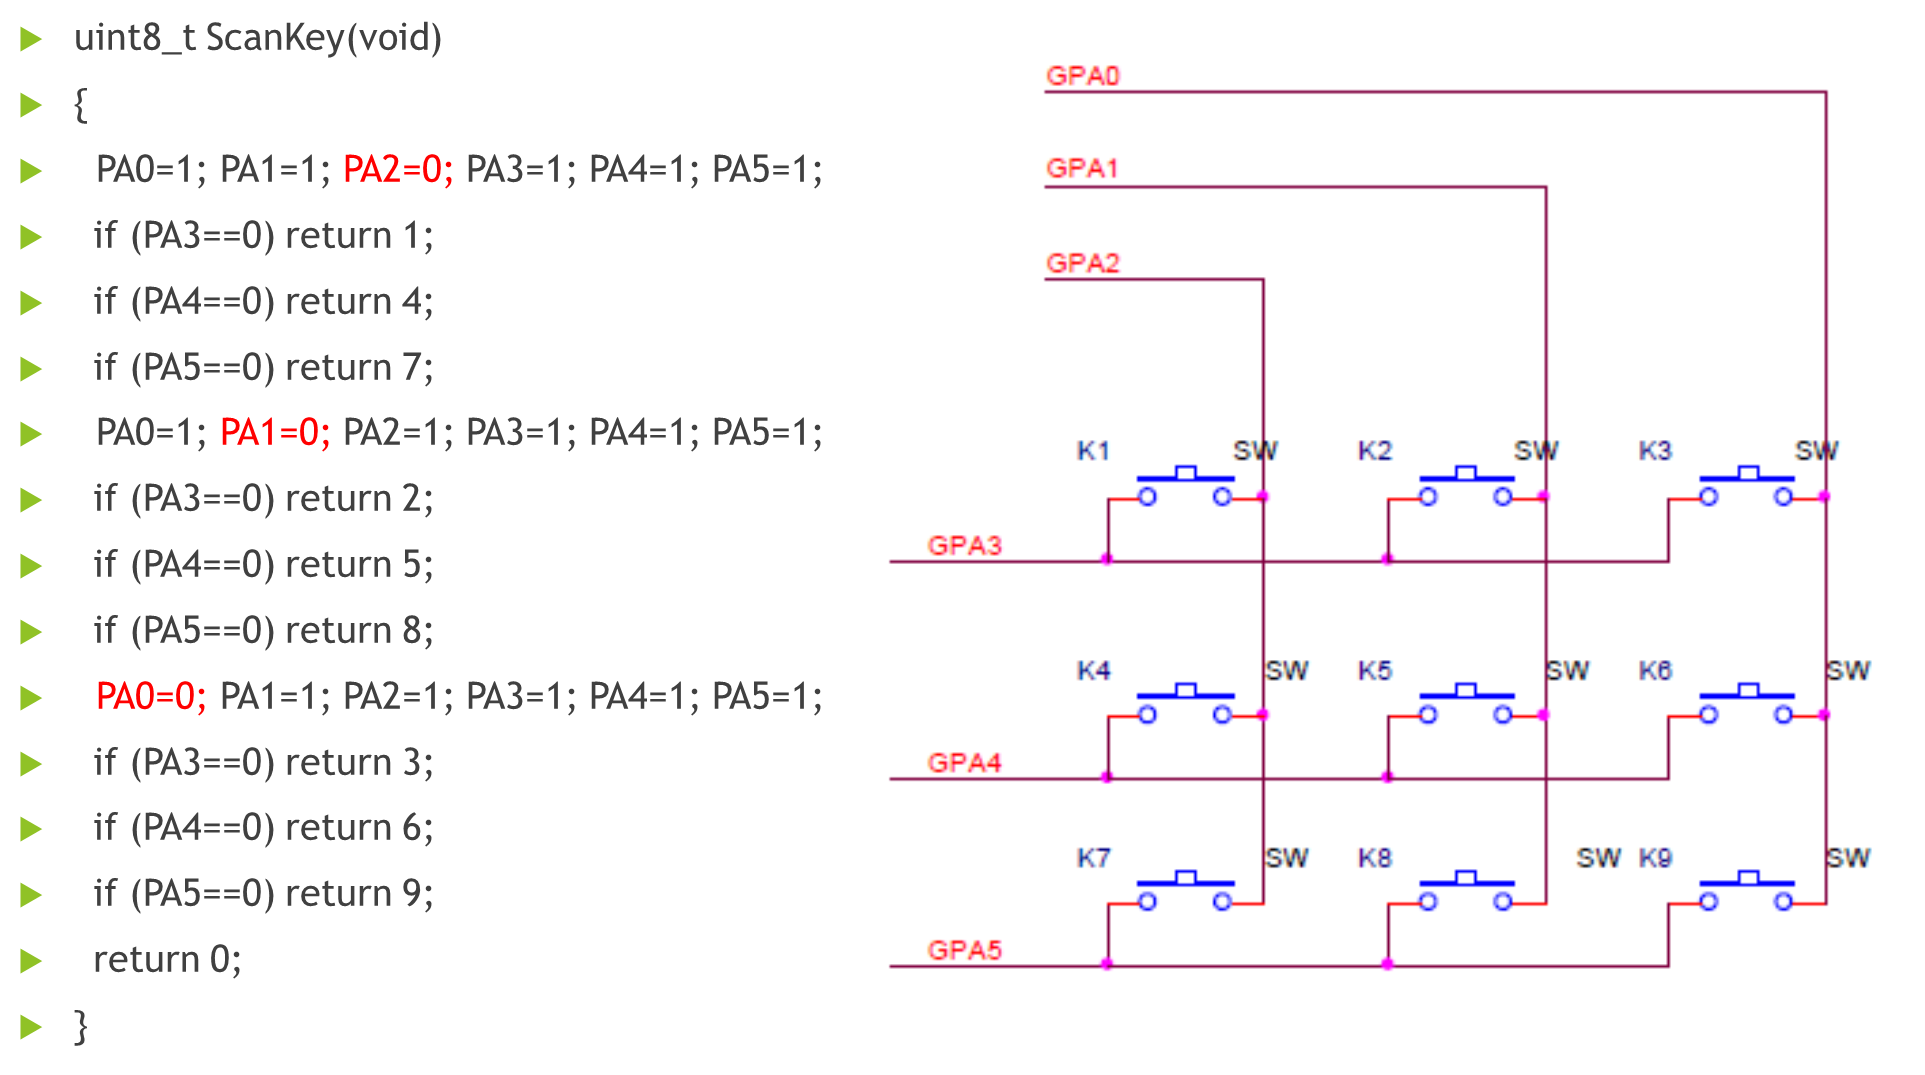 uint8_t ScanKey(void)
{
PA0=1; PA1=1; PA2=0; PA3=1; PA4=1; PA5=1;
if (PA3==0) return 1;
if (PA4==0) return 4;
if (PA5==0) return 7;
PA0=1; PA1=0; PA2=1; PA3=1; PA4=1; PA5=1;
if (PA3==0) return 2;
if (PA4==0) return 5;
if (PA5==0) return 8;
PA0=0; PA1=1; PA2=1; PA3=1; PA4=1; PA5=1;
if (PA3==0) return 3;
if (PA4==0) return 6;
if (PA5==0) return 9;
return 0;
}
GPA0
GPA1
GPA2
K1 SW K2 SW K3 SW
GPA3
K4 SW K5 SW K6 SW
GPA4
K7 SW K8 SW K9 SW
GPA5